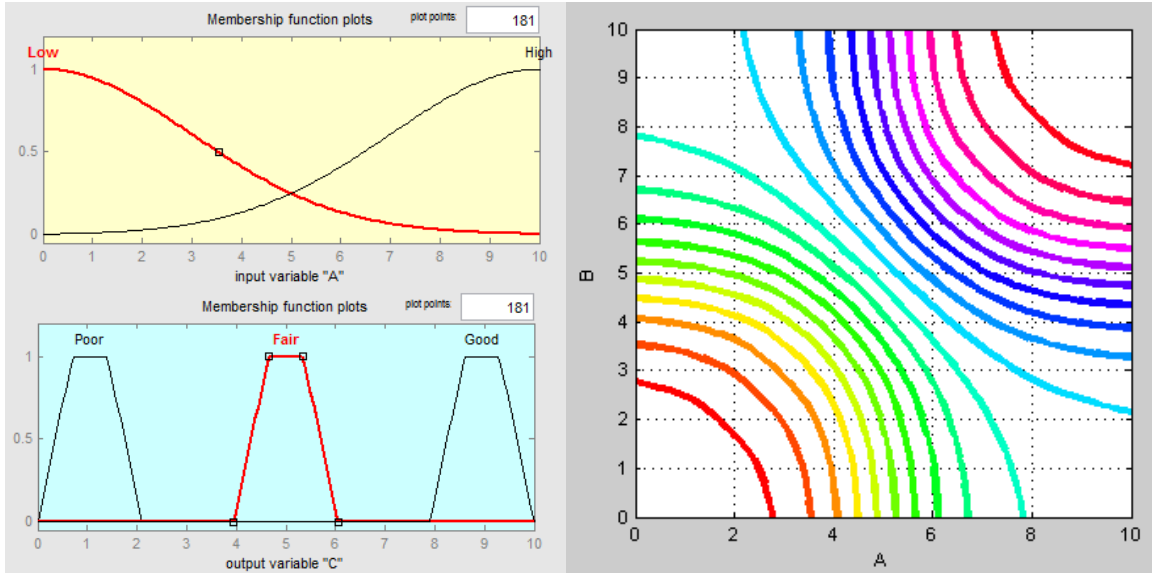 Membership function plots plot points: 181
Low High
1
0.5
0
0 1 2 3 4 5 6 7 8 9 10
input variable "A"
Membership function plots plot points: 181
Poor Fair Good
1
0.5
0
0 1 2 3 4 5 6 7 8 9 10
output variable "C"
10
9
8
7
6
5
4
3
2
1
0
B
0 2 4 6 8 10
A